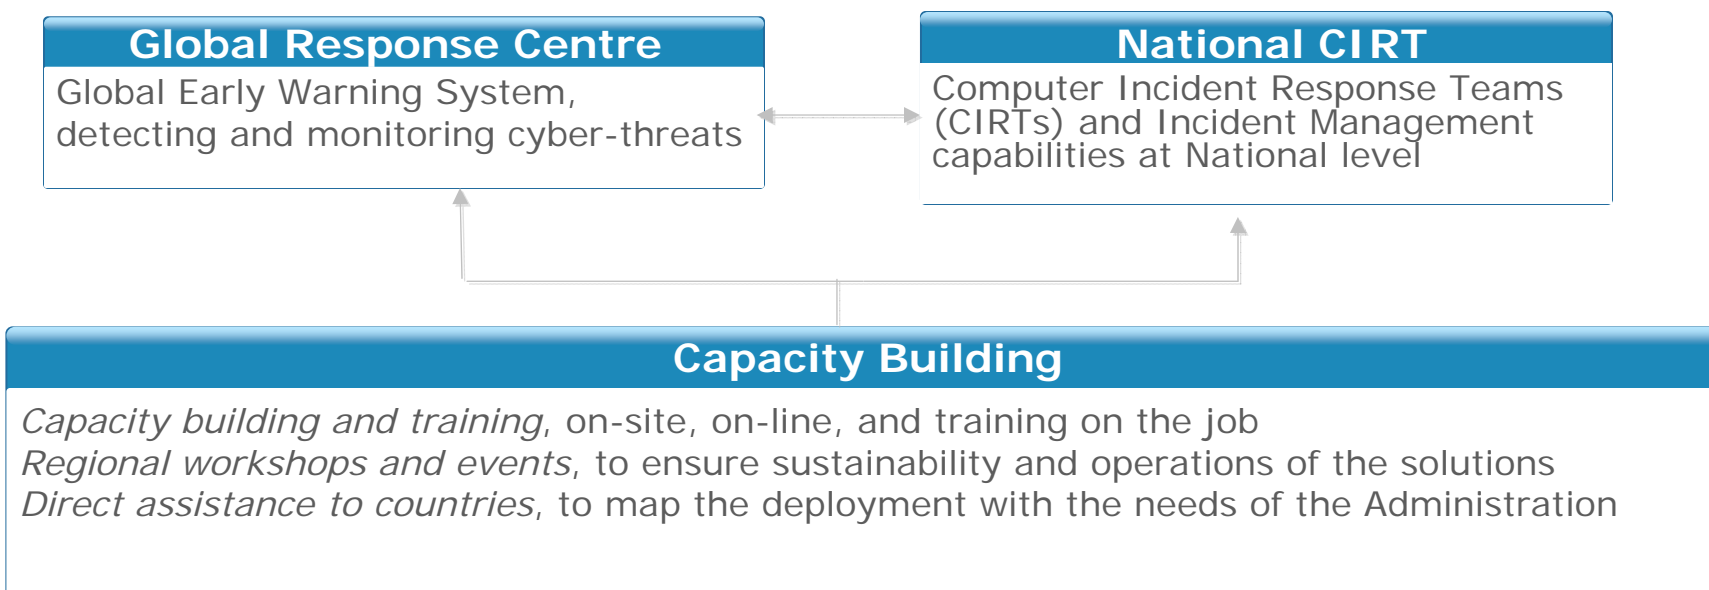 Global Response Centre
Global Early Warning System,
detecting and monitoring cyber-threats
National CIRT
Computer Incident Response Teams
(CIRTs) and Incident Management
capabilities at National level
Capacity Building
Capacity building and training, on-site, on-line, and training on the job
Regional workshops and events, to ensure sustainability and operations of the solutions
Direct assistance to countries, to map the deployment with the needs of the Administration